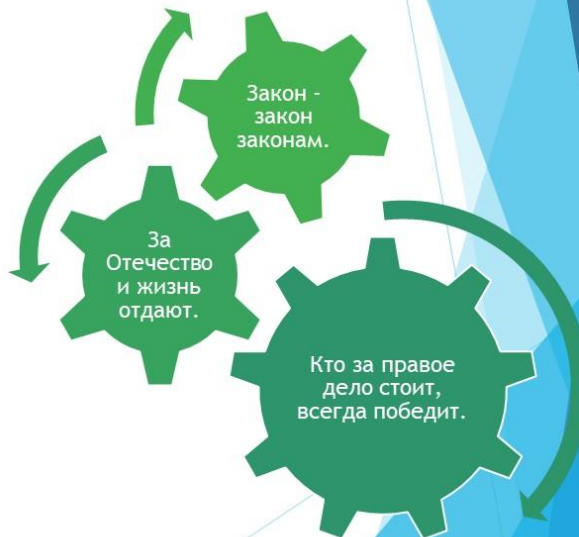 Закон -
закон
законам.
За
Отечество
и жизнь
отдают.
Кто за правое
дело стоит,
всегда победит.